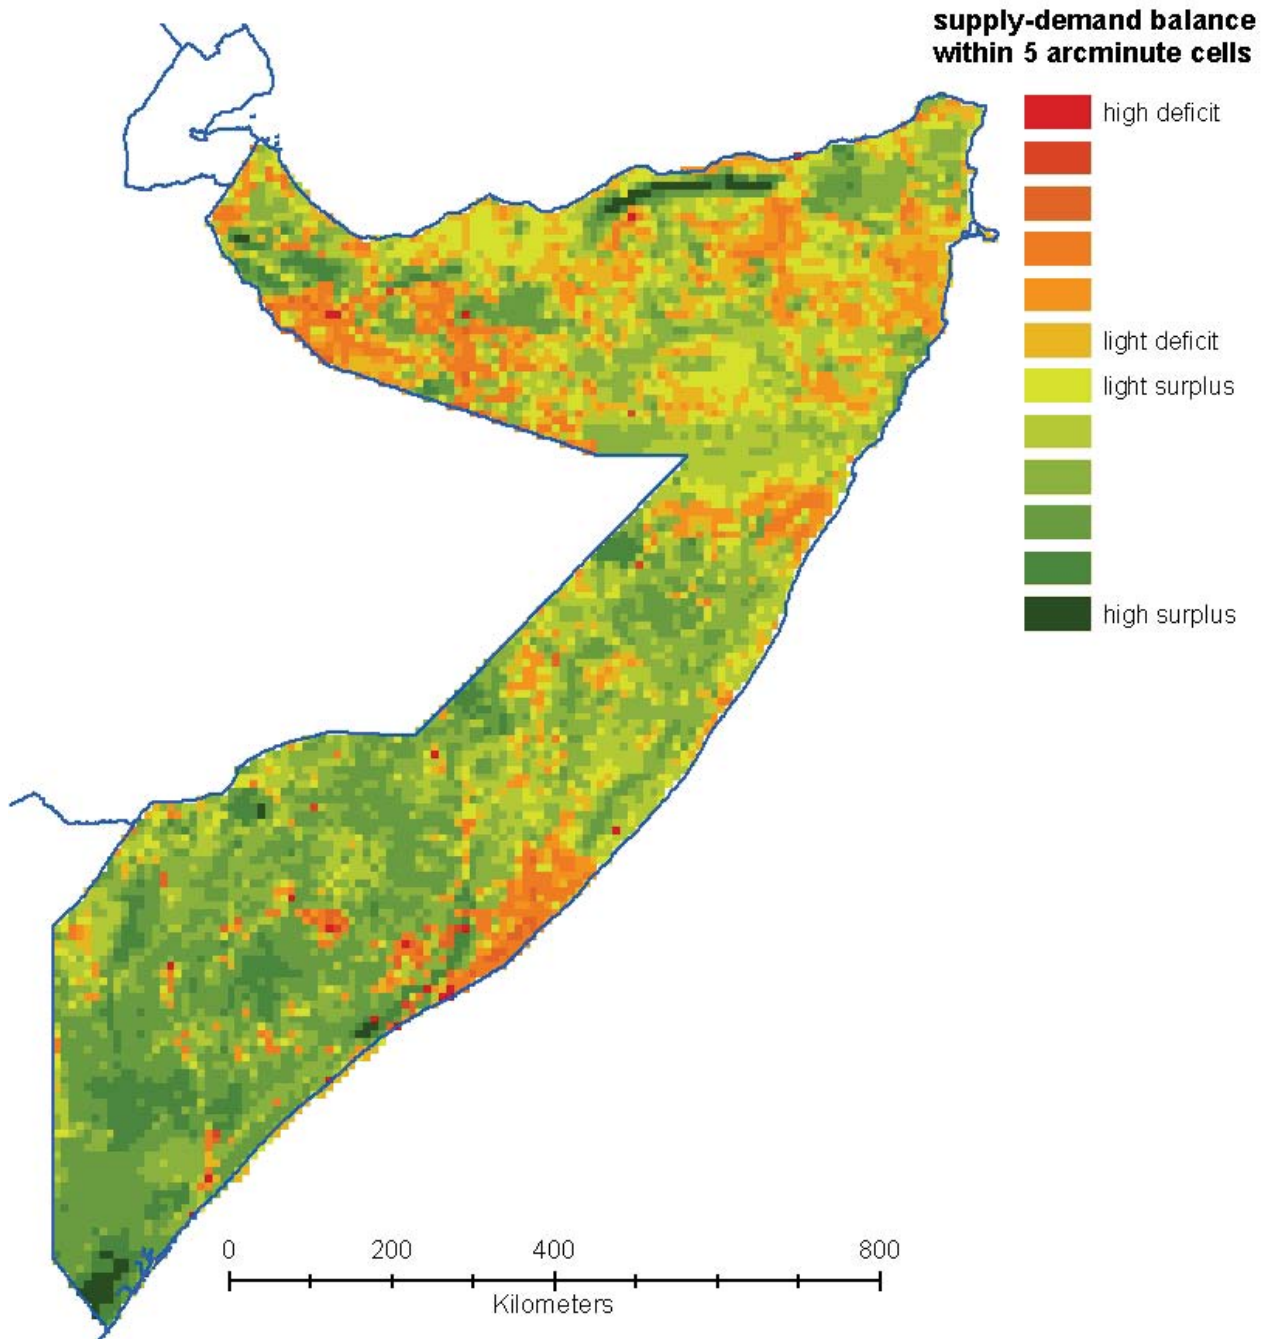 supply-demand balance
within 5 arcminute cells
high deficit
light deficit
light surplus
high surplus
0 200 400 800
Kilometers